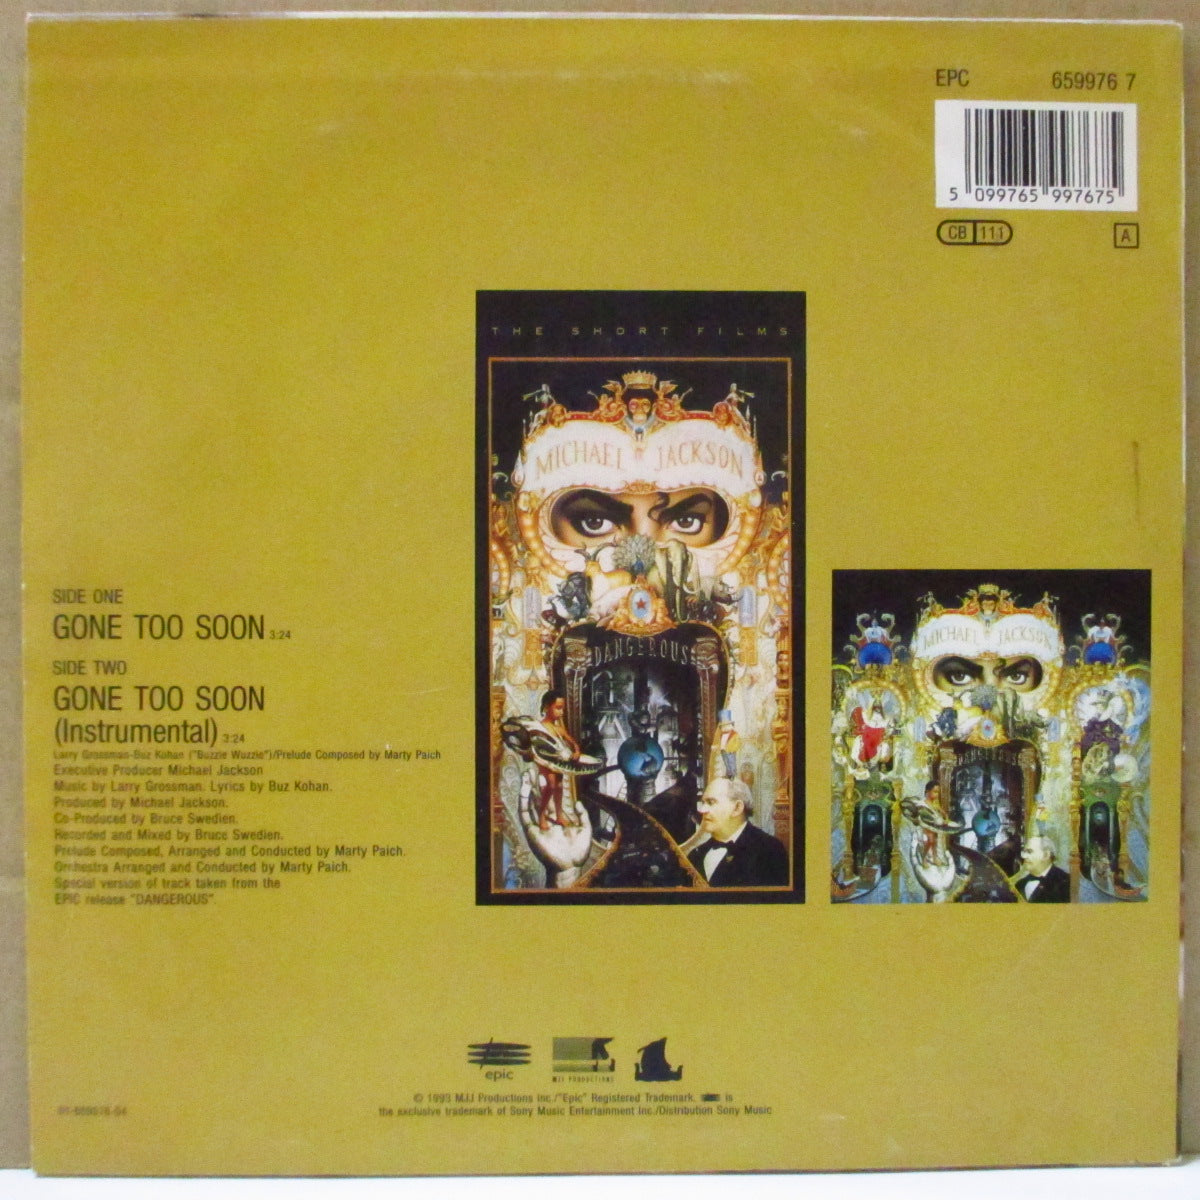 EPC 659976 7
5 099765 997675
CB 111
A
THE SHORT FILMS
MICHAEL JACKSON
DANGEROUS
MICHAEL JACKSON
DANGEROUS
SIDE ONE
GONE TOO SOON 3:24
SIDE TWO
GONE TOO SOON
(Instrumental) 3:24
Larry Grossman-Buz Kohan ("Buzzie Wuzzie")/Prelude Composed by Marty Paich
Executive Producer Michael Jackson
Music by Larry Grossman. Lyrics by Buz Kohan.
Produced by Michael Jackson.
Co-Produced by Bruce Swedien.
Recorded and Mixed by Bruce Swedien.
Prelude Composed, Arranged and Conducted by Marty Paich.
Orchestra Arranged and Conducted by Marty Paich.
Special version of track taken from the
EPIC release "DANGEROUS".
epic
MJJ PRODUCTIONS
© 1993 MJJ Productions Inc./"Epic" Registered Trademark. is
the exclusive trademark of Sony Music Entertainment Inc./Distribution Sony Music